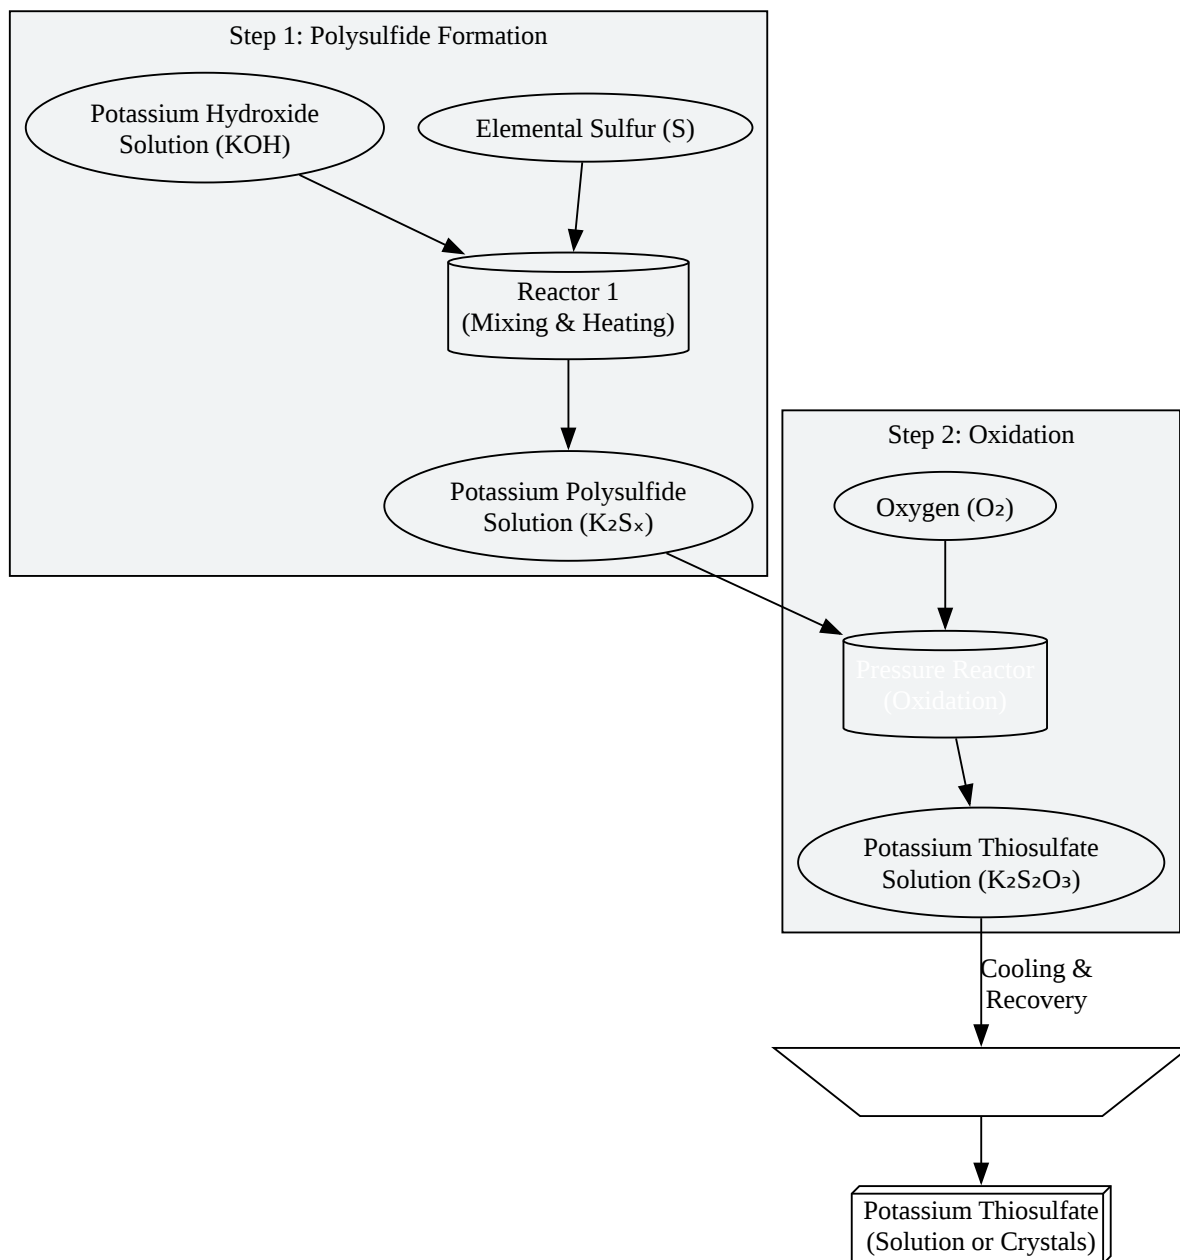 Step 1: Polysulfide Formation
Potassium Hydroxide
Solution (KOH)
Elemental Sulfur (S)
Reactor 1
(Mixing & Heating)
Potassium Polysulfide
Solution (K₂Sₓ)
Step 2: Oxidation
Oxygen (O₂)
Pressure Reactor
(Oxidation)
Potassium Thiosulfate
Solution (K₂S₂O₃)
Cooling &
Recovery
Potassium Thiosulfate
(Solution or Crystals)